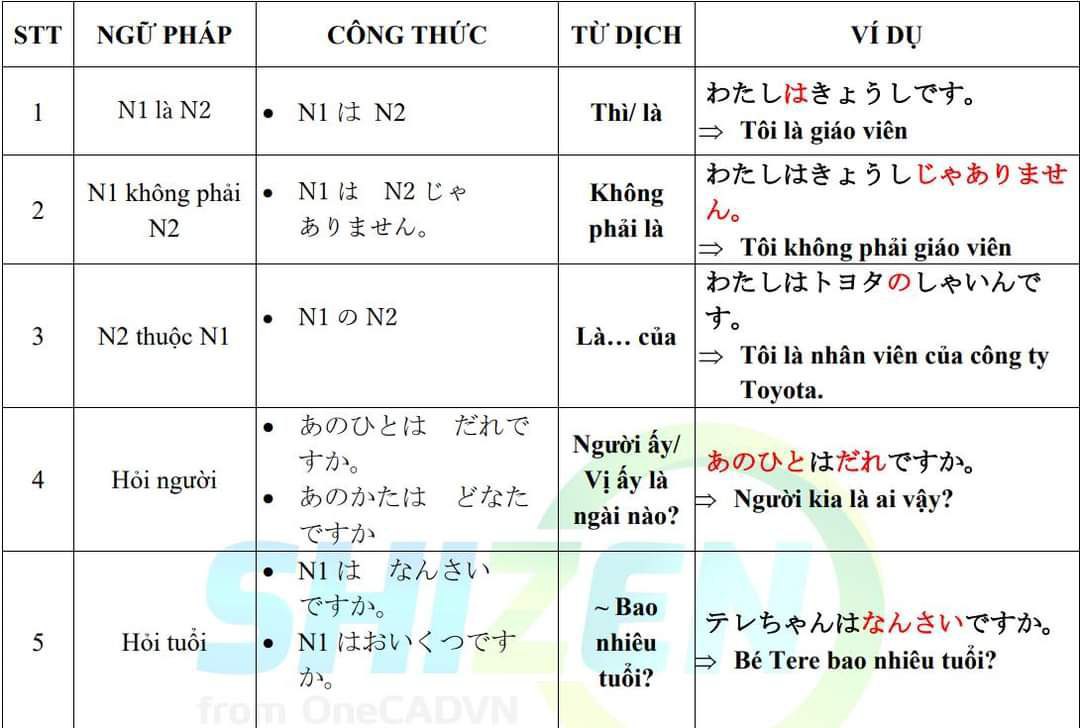 STT NGỮ PHÁP CÔNG THỨC TỪ DỊCH VÍ DỤ
1
N1 là N2
• N1 は N2
Thì/ là
わたしはきょうしです。
⇒ Tôi là giáo viên
2
N1 không phải
N2
• N1 は　N2 じゃ
ありません。
Không
phải là
わたしはきょうしじゃありませ
ん。
⇒ Tôi không phải giáo viên
3
N2 thuộc N1
• N1 の N2
Là… của
わたしはトヨタのしゃいんで
す。
⇒ Tôi là nhân viên của công ty
Toyota.
4
Hỏi người
• あのひとは　だれで
すか。
• あのかたは　どなた
ですか
Người ấy/
Vị ấy là
ngài nào?
あのひとはだれですか。
⇒ Người kia là ai vậy?
5
Hỏi tuổi
• N1 は　なんさい
ですか。
• N1 はおいくつです
か。
~ Bao
nhiêu
tuổi?
テレちゃんはなんさいですか。
⇒ Bé Tere bao nhiêu tuổi?
SHIZEN
from OneCADVN